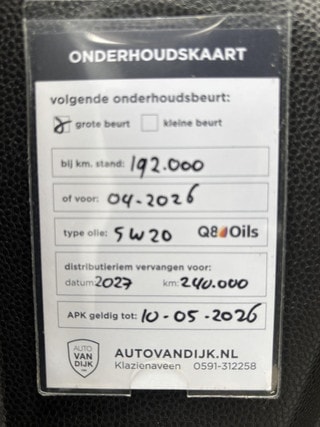 ONDERHOUDSKAART
volgende onderhoudsbeurt:
grote beurt kleine beurt
bij km. stand: 192.000
of voor: 04-2026
type olie: 5W20 Q8 Oils
distributieriem vervangen voor:
datum: 2027 km: 240.000
APK geldig tot: 10-05-2026
AUTO VAN DIJK AUTOVANDIJK.NL
Klazienaveen 0591-312258